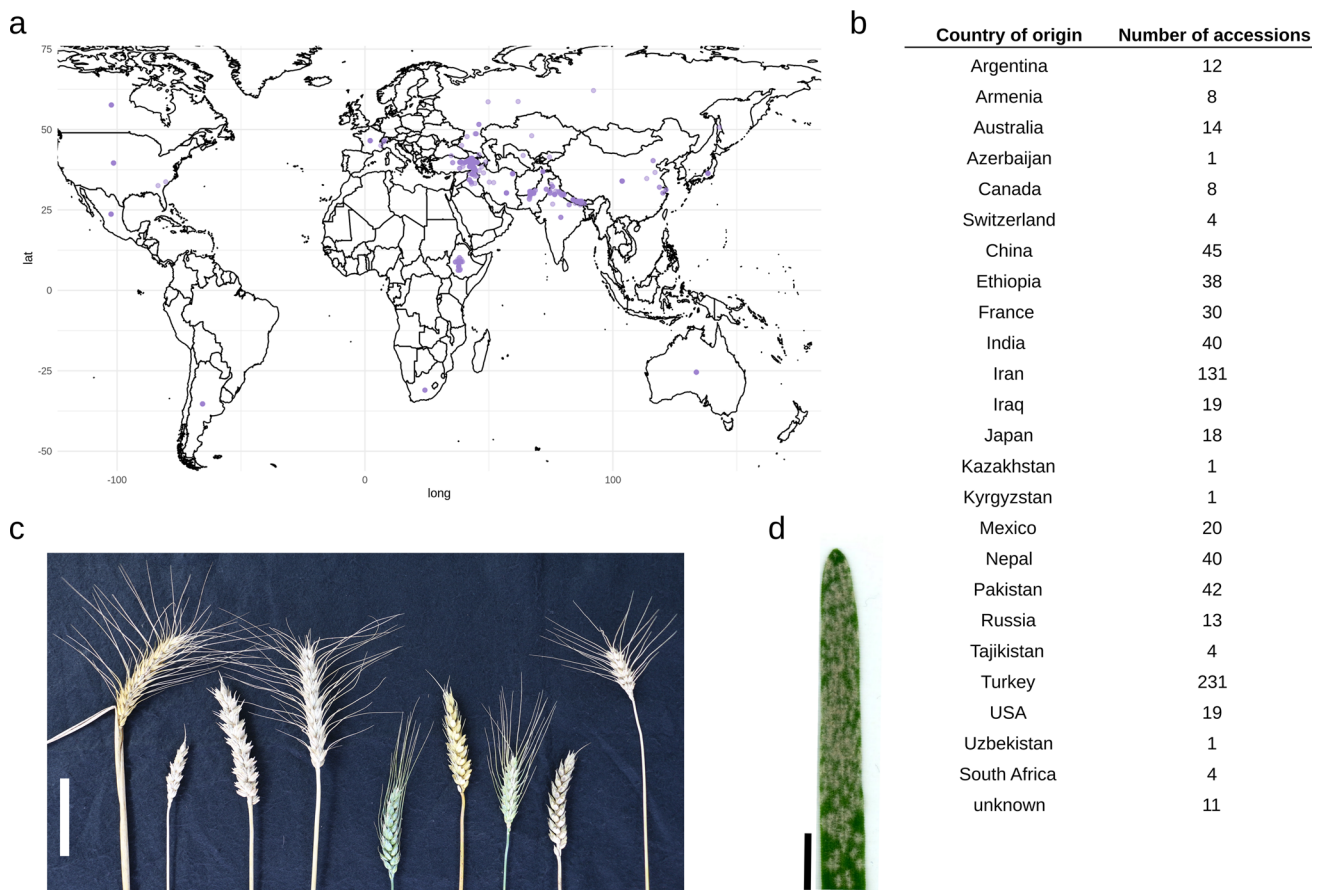 a
75
50
25
0
-25
-50
lat
-100 0 100
long
b
Country of origin Number of accessions
Argentina 12
Armenia 8
Australia 14
Azerbaijan 1
Canada 8
Switzerland 4
China 45
Ethiopia 38
France 30
India 40
Iran 131
Iraq 19
Japan 18
Kazakhstan 1
Kyrgyzstan 1
Mexico 20
Nepal 40
Pakistan 42
Russia 13
Tajikistan 4
Turkey 231
USA 19
Uzbekistan 1
South Africa 4
unknown 11
c
d